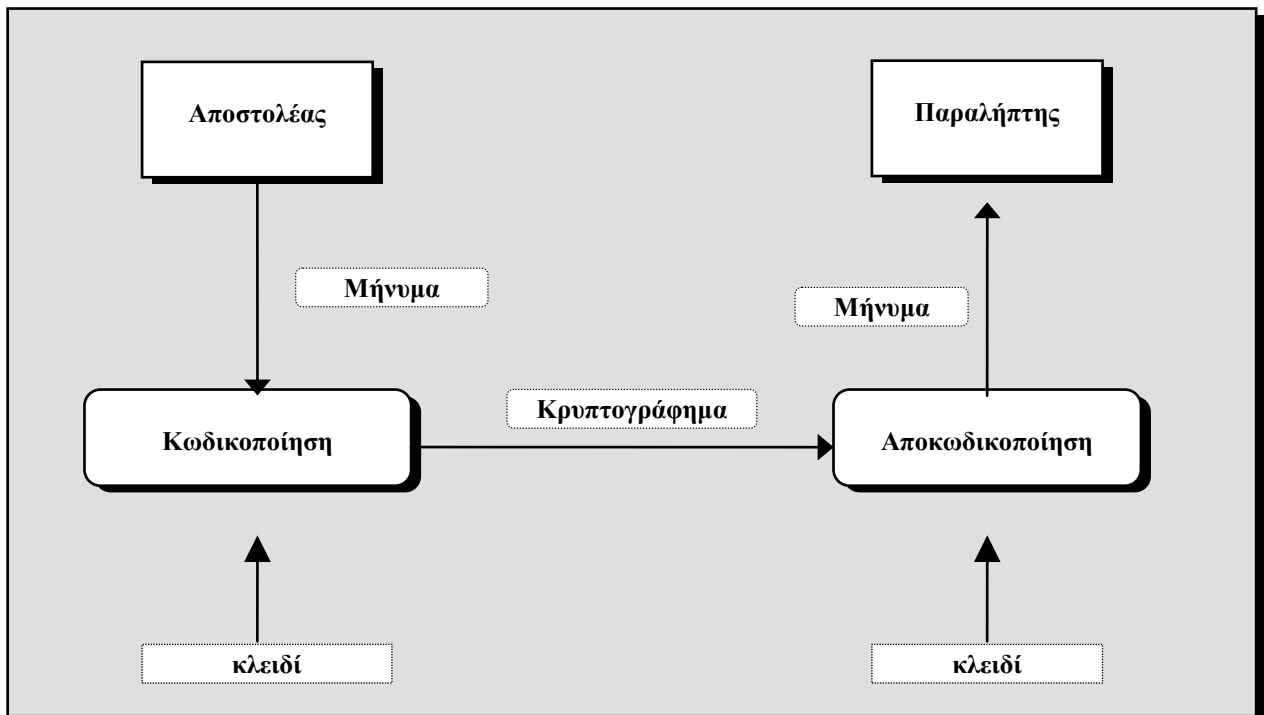 Αποστολέας
Παραλήπτης
Μήνυμα
Μήνυμα
Κρυπτογράφημα
Κωδικοποίηση
Αποκωδικοποίηση
κλειδί
κλειδί